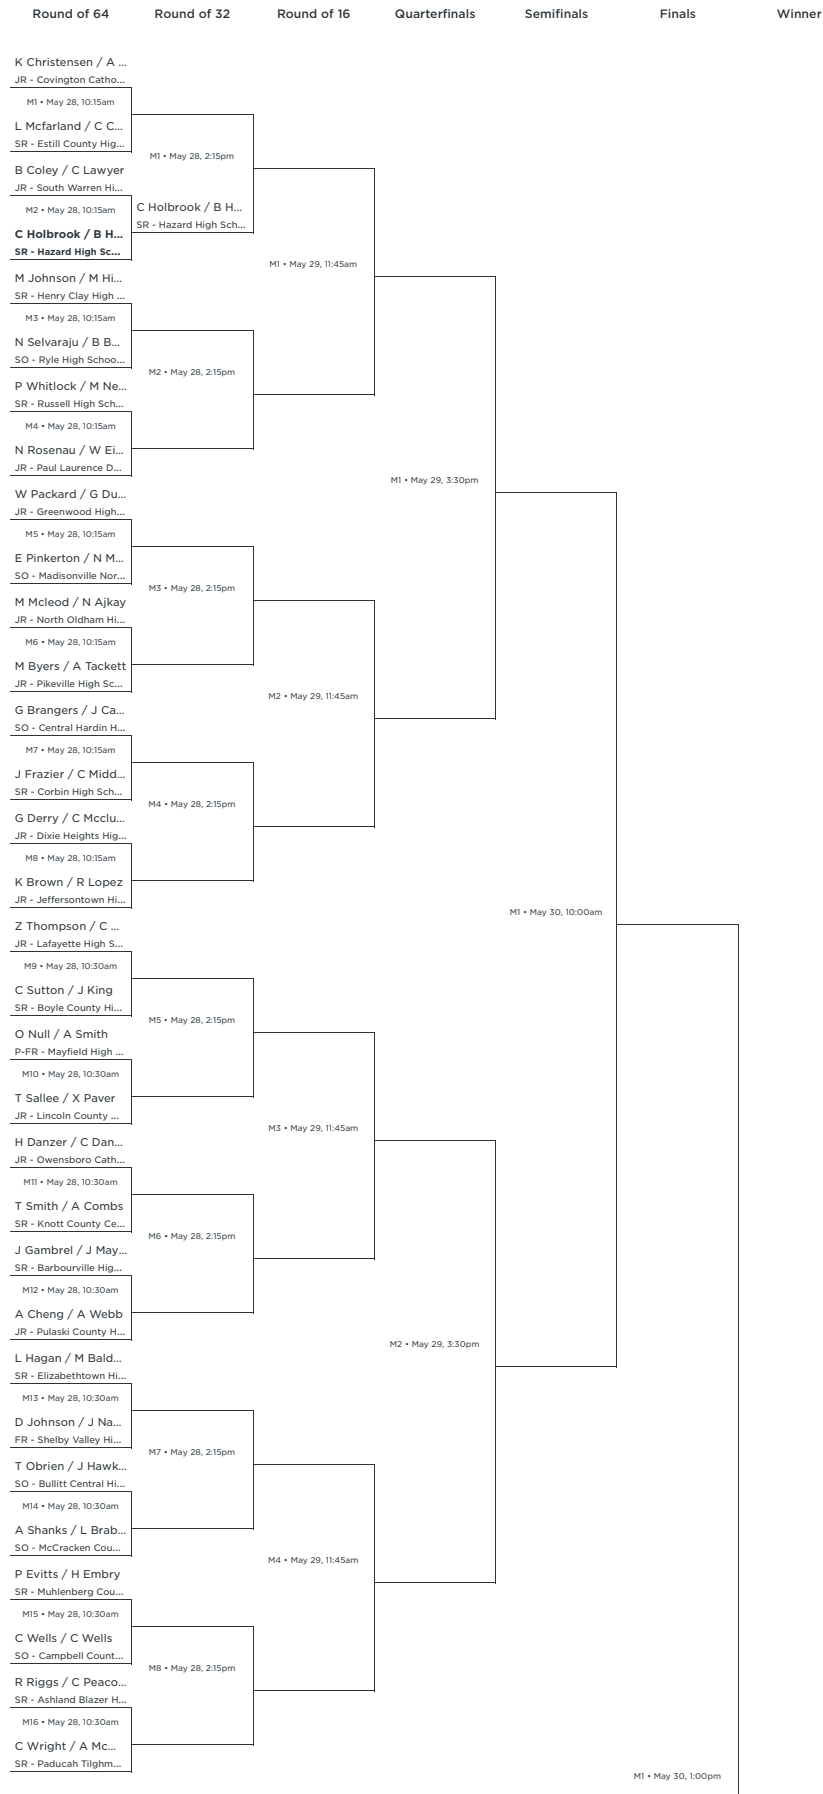 Round of 64
Round of 32
Round of 16
Quarterfinals
Semifinals
Finals
Winner
K Christensen / A ...
JR - Covington Catho...
M1 • May 28, 10:15am
L Mcfarland / C C...
SR - Estill County Hig...
B Coley / C Lawyer
JR - South Warren Hi...
M2 • May 28, 10:15am
C Holbrook / B H...
SR - Hazard High Sc...
M Johnson / M Hi...
SR - Henry Clay High ...
M3 • May 28, 10:15am
N Selvaraju / B B...
SO - Ryle High Schoo...
P Whitlock / M Ne...
SR - Russell High Sch...
M4 • May 28, 10:15am
N Rosenau / W Ei...
JR - Paul Laurence D...
W Packard / G Du...
JR - Greenwood High...
M5 • May 28, 10:15am
E Pinkerton / N M...
SO - Madisonville Nor...
M Mcleod / N Ajkay
JR - North Oldham Hi...
M6 • May 28, 10:15am
M Byers / A Tackett
JR - Pikeville High Sc...
G Brangers / J Ca...
SO - Central Hardin H...
M7 • May 28, 10:15am
J Frazier / C Midd...
SR - Corbin High Sch...
G Derry / C Mcclu...
JR - Dixie Heights Hig...
M8 • May 28, 10:15am
K Brown / R Lopez
JR - Jeffersontown Hi...
Z Thompson / C ...
JR - Lafayette High S...
M9 • May 28, 10:30am
C Sutton / J King
SR - Boyle County Hi...
O Null / A Smith
P-FR - Mayfield High ...
M10 • May 28, 10:30am
T Sallee / X Paver
JR - Lincoln County ...
H Danzer / C Dan...
JR - Owensboro Cath...
M11 • May 28, 10:30am
T Smith / A Combs
SR - Knott County Ce...
J Gambrel / J May...
SR - Barbourville Hig...
M12 • May 28, 10:30am
A Cheng / A Webb
JR - Pulaski County H...
L Hagan / M Bald...
SR - Elizabethtown Hi...
M13 • May 28, 10:30am
D Johnson / J Na...
FR - Shelby Valley Hi...
T Obrien / J Hawk...
SO - Bullitt Central Hi...
M14 • May 28, 10:30am
A Shanks / L Brab...
SO - McCracken Cou...
P Evitts / H Embry
SR - Muhlenberg Cou...
M15 • May 28, 10:30am
C Wells / C Wells
SO - Campbell Count...
R Riggs / C Peaco...
SR - Ashland Blazer H...
M16 • May 28, 10:30am
C Wright / A Mc...
SR - Paducah Tilghm...
M1 • May 28, 2:15pm
C Holbrook / B H...
SR - Hazard High Sch...
M2 • May 28, 2:15pm
M3 • May 28, 2:15pm
M4 • May 28, 2:15pm
M5 • May 28, 2:15pm
M6 • May 28, 2:15pm
M7 • May 28, 2:15pm
M8 • May 28, 2:15pm
M1 • May 29, 11:45am
M2 • May 29, 11:45am
M3 • May 29, 11:45am
M4 • May 29, 11:45am
M1 • May 29, 3:30pm
M2 • May 29, 3:30pm
M1 • May 30, 10:00am
M1 • May 30, 1:00pm